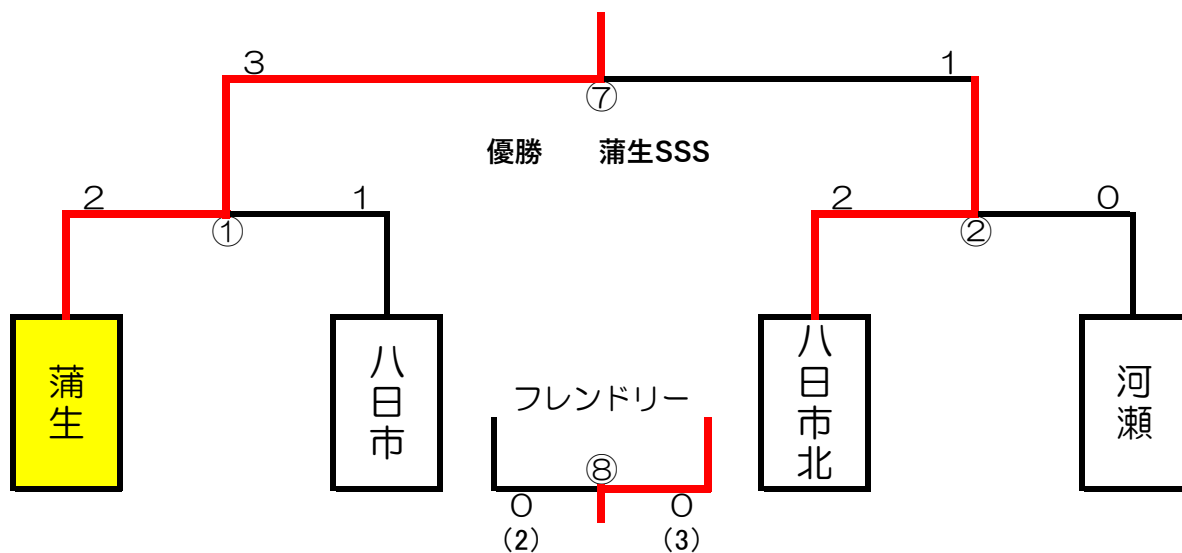 ３ １
⑦
優勝 蒲生SSS
２ １ ２ ０
① ②
蒲生 八日市 八日市北 河瀬
フレンドリー
⑧
０ ０
（2） （3）